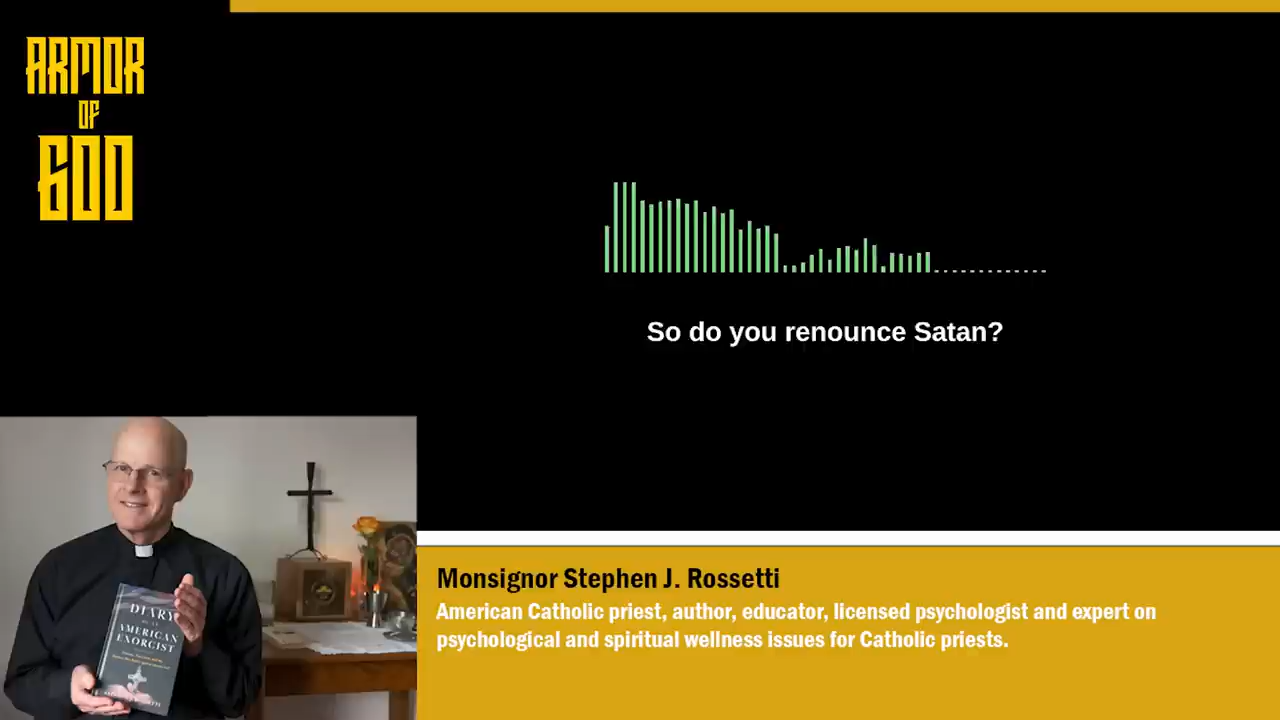 ARMOR
OF
GOD
So do you renounce Satan?
Monsignor Stephen J. Rossetti
American Catholic priest, author, educator, licensed psychologist and expert on
psychological and spiritual wellness issues for Catholic priests.
DIARY
AMERICAN
EXORCIST